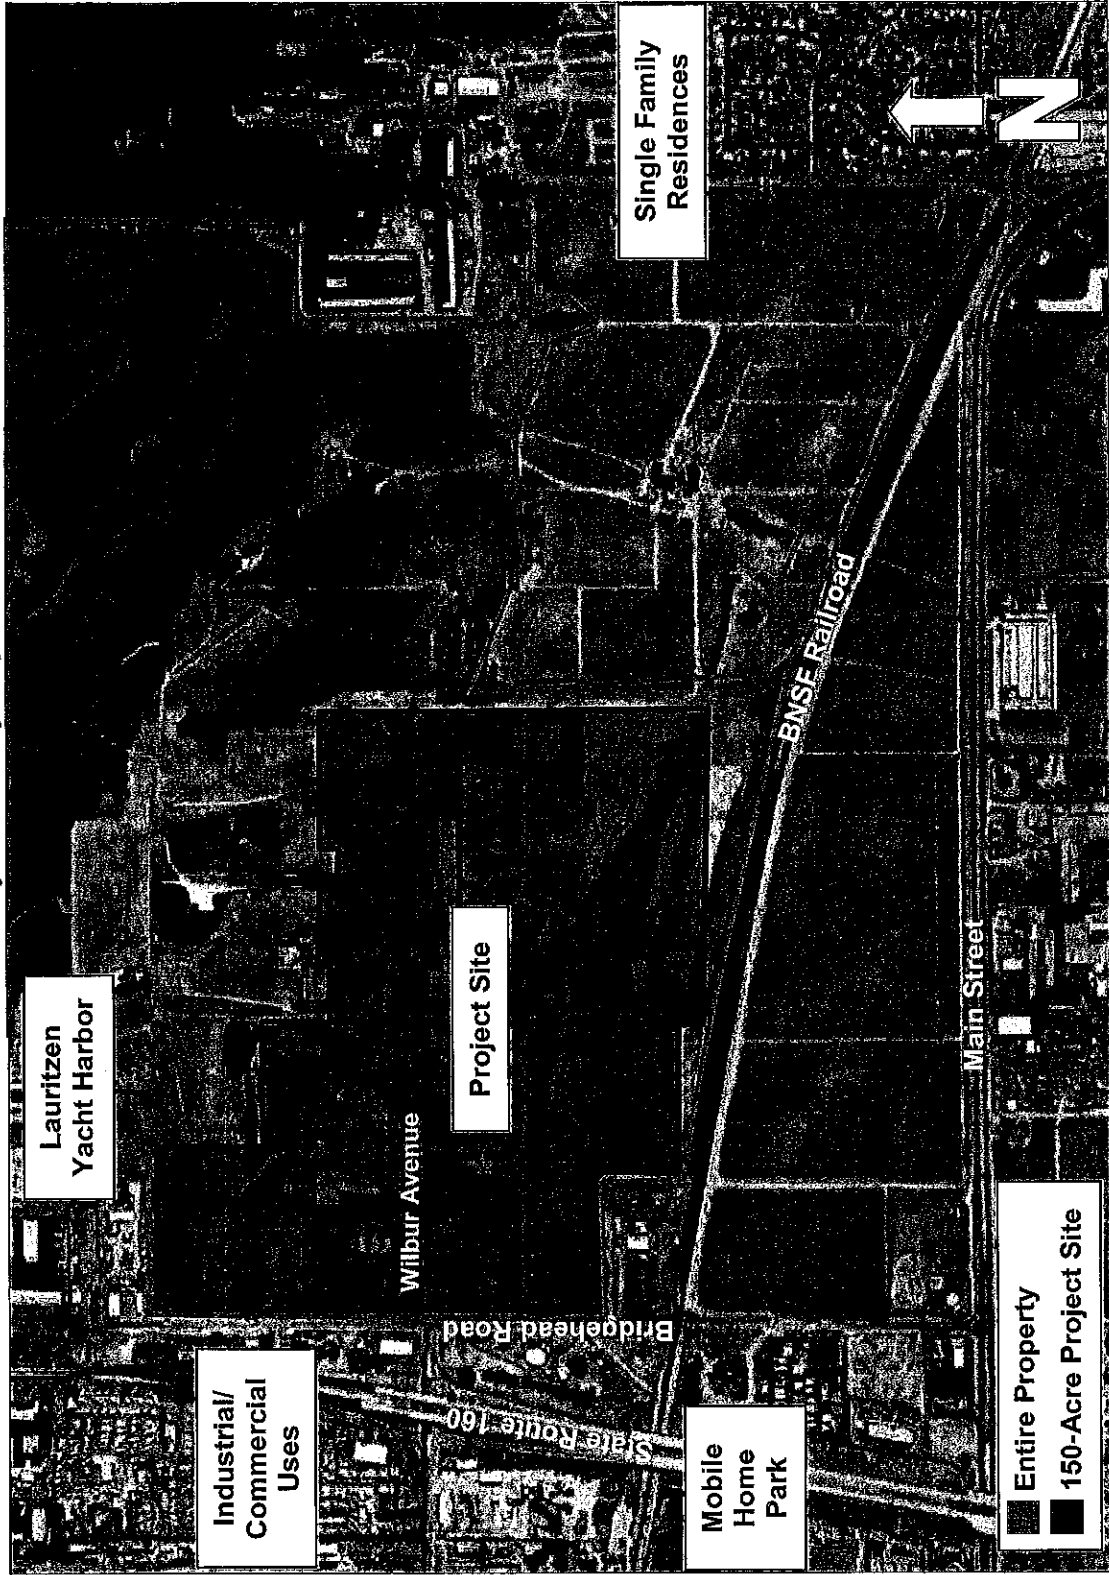 Lauritzen
Yacht Harbor
Industrial/
Commercial
Uses
Single Family
Residences
Project Site
Wilbur Avenue
Bridgehead Road
State Route 160
BNSF Railroad
Mobile
Home
Park
Main Street
Entire Property
150-Acre Project Site
N